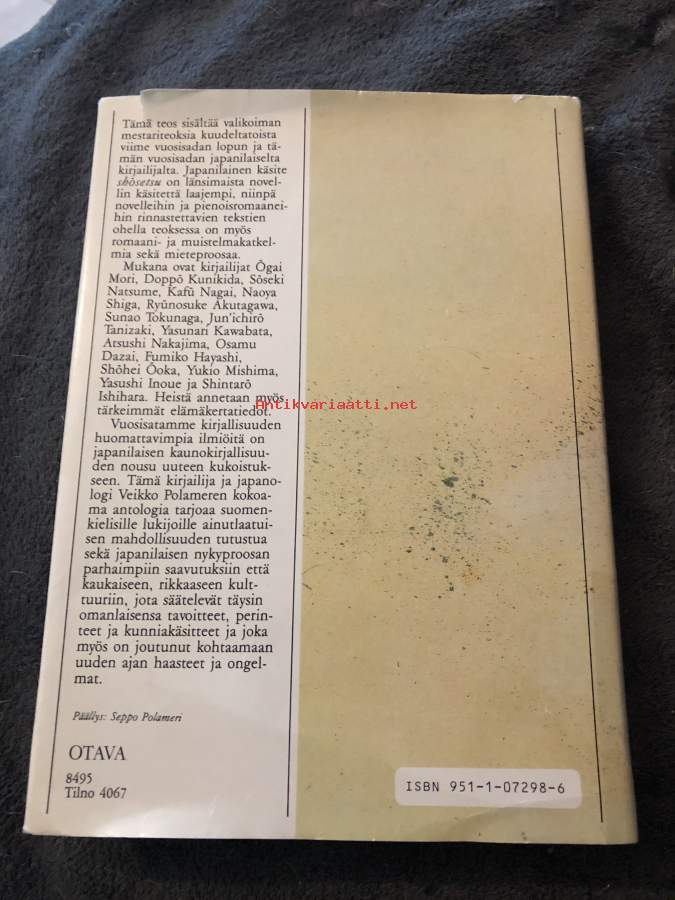 Tämä teos sisältää valikoiman
mestariteoksia kuudeltatoista
viime vuosisadan lopun ja tä-
män vuosisadan japanilaiselta
kirjailijalta. Japanilainen käsite
shôsetsu on länsimaista novel-
lin käsitettä laajempi, niinpä
novelleihin ja pienoisromaanei-
hin rinnastettavien tekstien
ohella teoksessa on myös
romaani- ja muistelmakatkel-
mia sekä mieteproosaa.
Mukana ovat kirjailijat Ôgai
Mori, Doppô Kunikida, Sôseki
Natsume, Kafû Nagai, Naoya
Shiga, Ryûnosuke Akutagawa,
Sunao Tokunaga, Jun'ichirô
Tanizaki, Yasunari Kawabata,
Atsushi Nakajima, Osamu
Dazai, Fumiko Hayashi,
Shôhei Ôoka, Yukio Mishima,
Yasushi Inoue ja Shintarô
Ishihara. Heistä annetaan myös
tärkeimmät elämäkertatiedot.
Antikvariaatti.net
Vuosisatamme kirjallisuuden
huomattavimpia ilmiöitä on
japanilaisen kaunokirjallisuu-
den nousu uuteen kukoistuk-
seen. Tämä kirjailija ja japano-
logi Veikko Polameren kokoa-
ma antologia tarjoaa suomen-
kielisille lukijoille ainutlaatui-
sen mahdollisuuden tutustua
sekä japanilaisen nykyproosan
parhaimpiin saavutuksiin että
kaukaiseen, rikkaaseen kult-
tuuriin, jota säätelevät täysin
omanlaisensa tavoitteet, perin-
teet ja kunniakäsitteet ja joka
myös on joutunut kohtaamaan
uuden ajan haasteet ja ongel-
mat.
Päällys: Seppo Polameri
OTAVA
8495
Tilno 4067
ISBN 951-1-07298-6